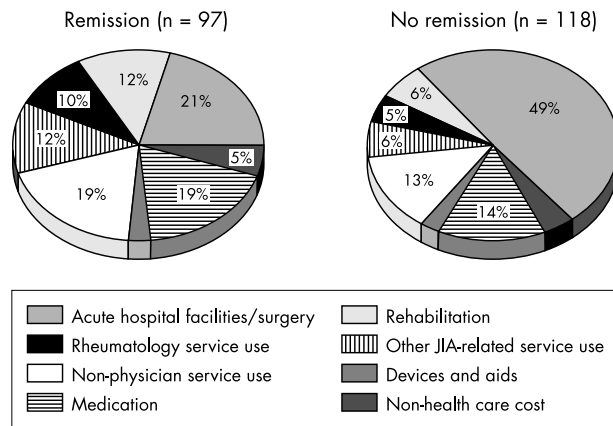 Remission (n = 97)
No remission (n = 118)
12%
21%
10%
12%
5%
19%
19%
49%
6%
5%
6%
13%
14%
Acute hospital facilities/surgery
Rheumatology service use
Non-physician service use
Medication
Rehabilitation
Other JIA-related service use
Devices and aids
Non-health care cost